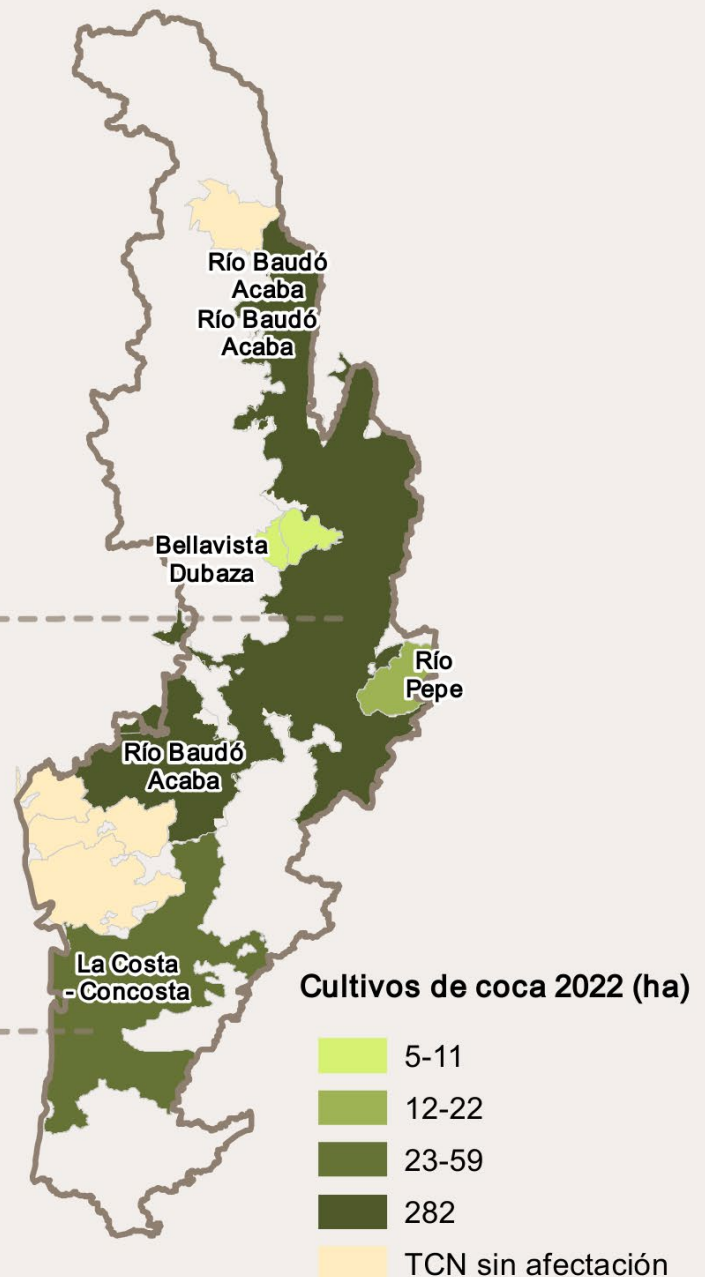 Río Baudó
Acaba
Río Baudó
Acaba
Bellavista
Dubaza
Río
Pepe
Río Baudó
Acaba
La Costa
- Concosta
Cultivos de coca 2022 (ha)
5-11
12-22
23-59
282
TCN sin afectación